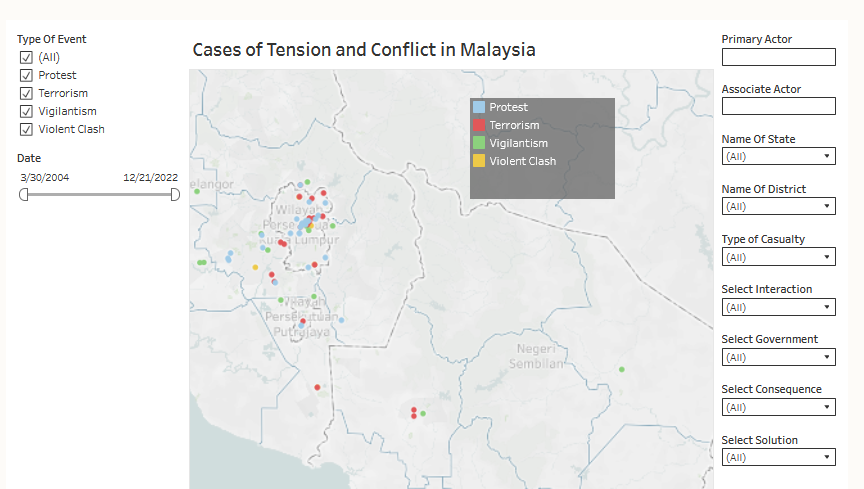 Type Of Event
(All)
Protest
Terrorism
Vigilantism
Violent Clash
Date
3/30/2004
12/21/2022
Cases of Tension and Conflict in Malaysia
Protest
Terrorism
Vigilantism
Violent Clash
elangor
Wilayah
Kuala Lumpur
Wilayah
Persekutuan
Putrajaya
Negeri
Sembilan
Primary Actor
Associate Actor
Name Of State
(All)
Name Of District
(All)
Type of Casualty
(All)
Select Interaction
(All)
Select Government
(All)
Select Consequence
(All)
Select Solution
(All)